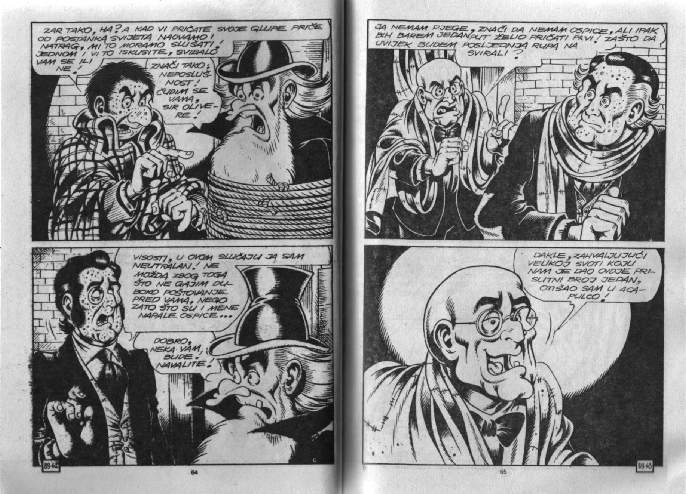 ZAR TAKO, HA? A KAD VI PRIČATE SVOJE GLUPE PRIČE
OD POSTANKA SVIJETA NAOVAMO!
NATRAG, MI TO MORAMO SLUŠATI!
JEDNOM I VI TO ISKUSITE, SVIĐALO
VAM SE ILI
NE!
ZNAČI TAKO;
NEPOSLUŠ-
NOST!
ČUDIM SE
VAMA,
SIR OLIVE-
RE!
VISOSTI, U OVOM SLUČAJU JA SAM
NEUTRALAN! NE
MOŽDA ZBOG TOGA
ŠTO NE GAJIM DU-
BOKO POŠTOVANJE
PRED VAMA, NEGO
ZATO ŠTO SU I MENE
NAPALE OSPICE...
DOBRO,
NEKA VAM
BUDE.
NAVALITE!
64
JA NEMAM PJEGE, ZNAČI DA NEMAM OSPICE, ALI IPAK
BIH BAREM JEDANPUT ŽELIO PRIČATI PRVI! ZAŠTO DA
UVIJEK BUDEM POSLJEDNJA RUPA NA
SVIRALI?
DAKLE, ZAHVALJUJUĆI
VELIKOJ SVOTI KOJU
NAM JE DAO OVDJE PRI-
SUTNI BROJ JEDAN,
OTIŠAO SAM U ACA-
PULCO!
65